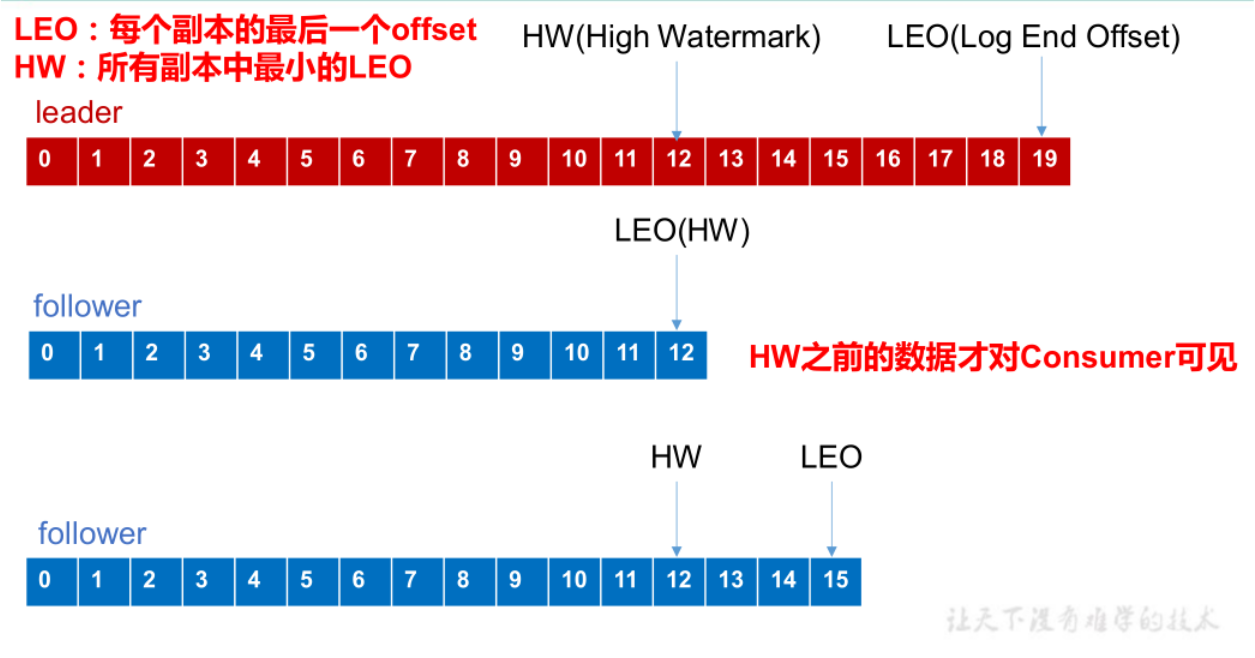 LEO：每个副本的最后一个offset
HW：所有副本中最小的LEO
HW(High Watermark)
LEO(Log End Offset)
leader
0 1 2 3 4 5 6 7 8 9 10 11 12 13 14 15 16 17 18 19
LEO(HW)
follower
0 1 2 3 4 5 6 7 8 9 10 11 12
HW之前的数据才对Consumer可见
HW
LEO
follower
0 1 2 3 4 5 6 7 8 9 10 11 12 13 14 15
让天下没有难学的技术